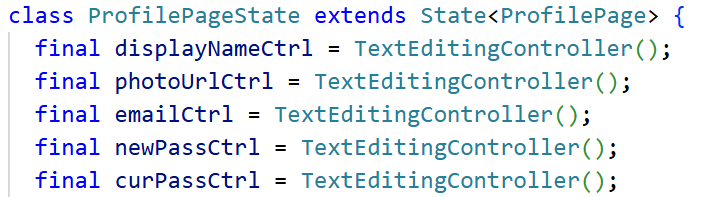 class ProfilePageState extends State<ProfilePage> {
  final displayNameCtrl = TextEditingController();
  final photoUrlCtrl = TextEditingController();
  final emailCtrl = TextEditingController();
  final newPassCtrl = TextEditingController();
  final curPassCtrl = TextEditingController();